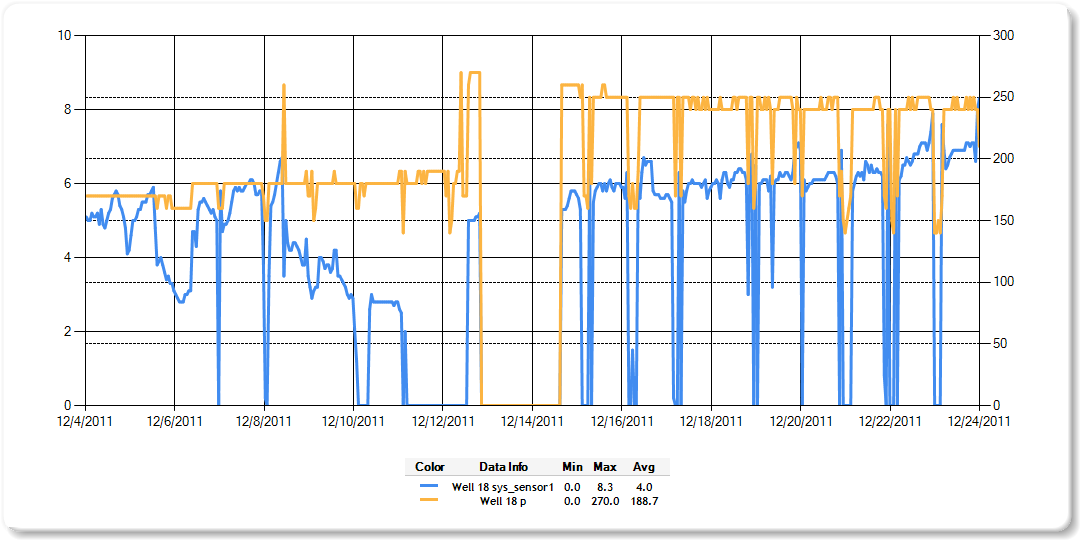 10 300
250
8
200
6
150
4
100
2
50
0 0
12/4/2011 12/6/2011 12/8/2011 12/10/2011 12/12/2011 12/14/2011 12/16/2011 12/18/2011 12/20/2011 12/22/2011 12/24/2011
Color Data Info Min Max Avg
Well 18 sys_sensor1 0.0 8.3 4.0
Well 18 p 0.0 270.0 188.7